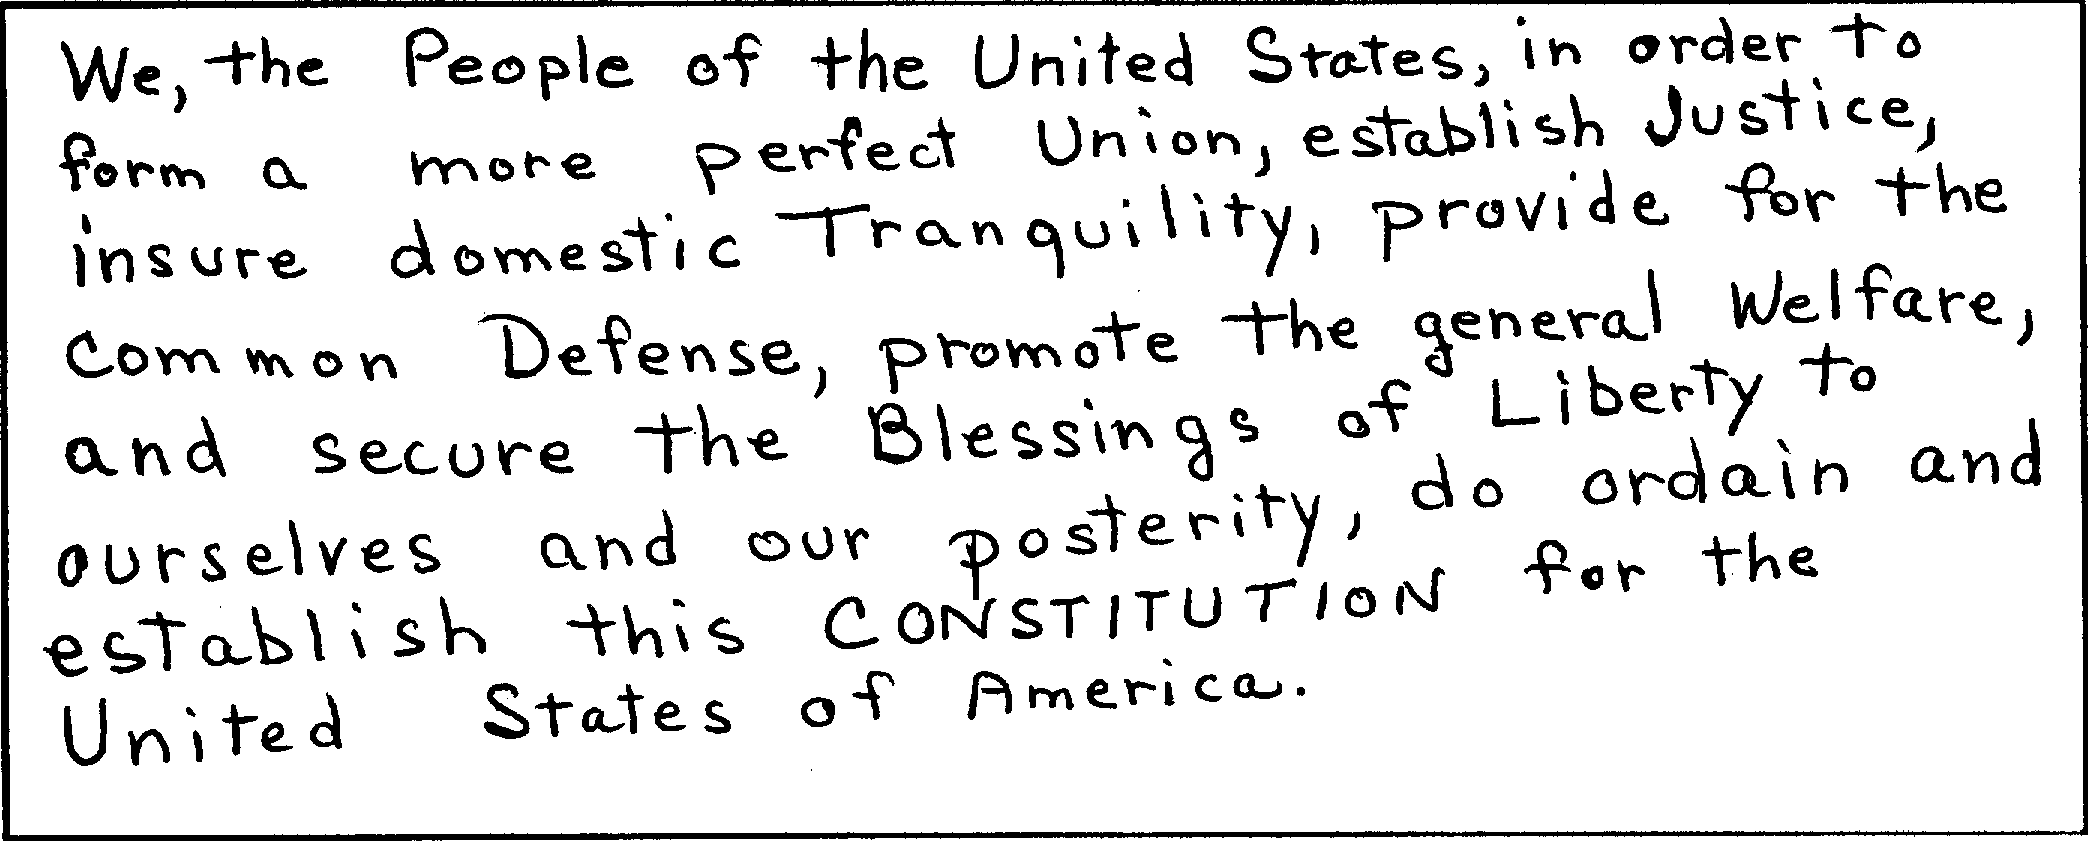 We, the People of the United States, in order to
form a more perfect Union, establish Justice,
insure domestic Tranquility, provide for the
Common Defense, promote the general Welfare,
and secure the Blessings of Liberty to
ourselves and our posterity, do ordain and
establish this CONSTITUTION for the
United States of America.